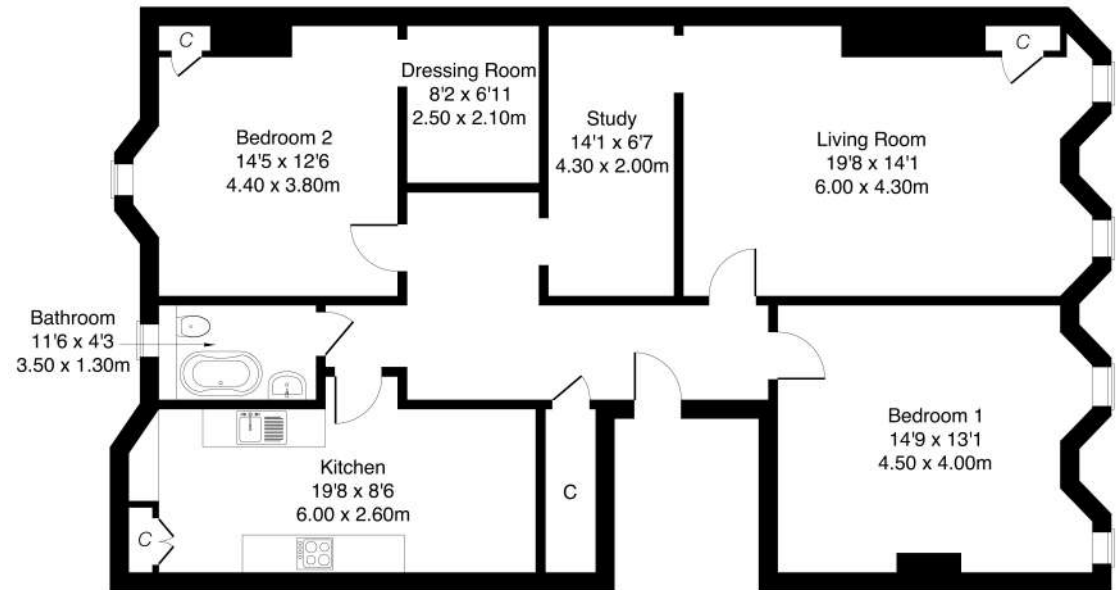 C
C
Dressing Room
8'2 x 6'11
2.50 x 2.10m
Bedroom 2
14'5 x 12'6
4.40 x 3.80m
Study
14'1 x 6'7
4.30 x 2.00m
Living Room
19'8 x 14'1
6.00 x 4.30m
Bathroom
11'6 x 4'3
3.50 x 1.30m
Bedroom 1
14'9 x 13'1
4.50 x 4.00m
Kitchen
19'8 x 8'6
6.00 x 2.60m
C
C